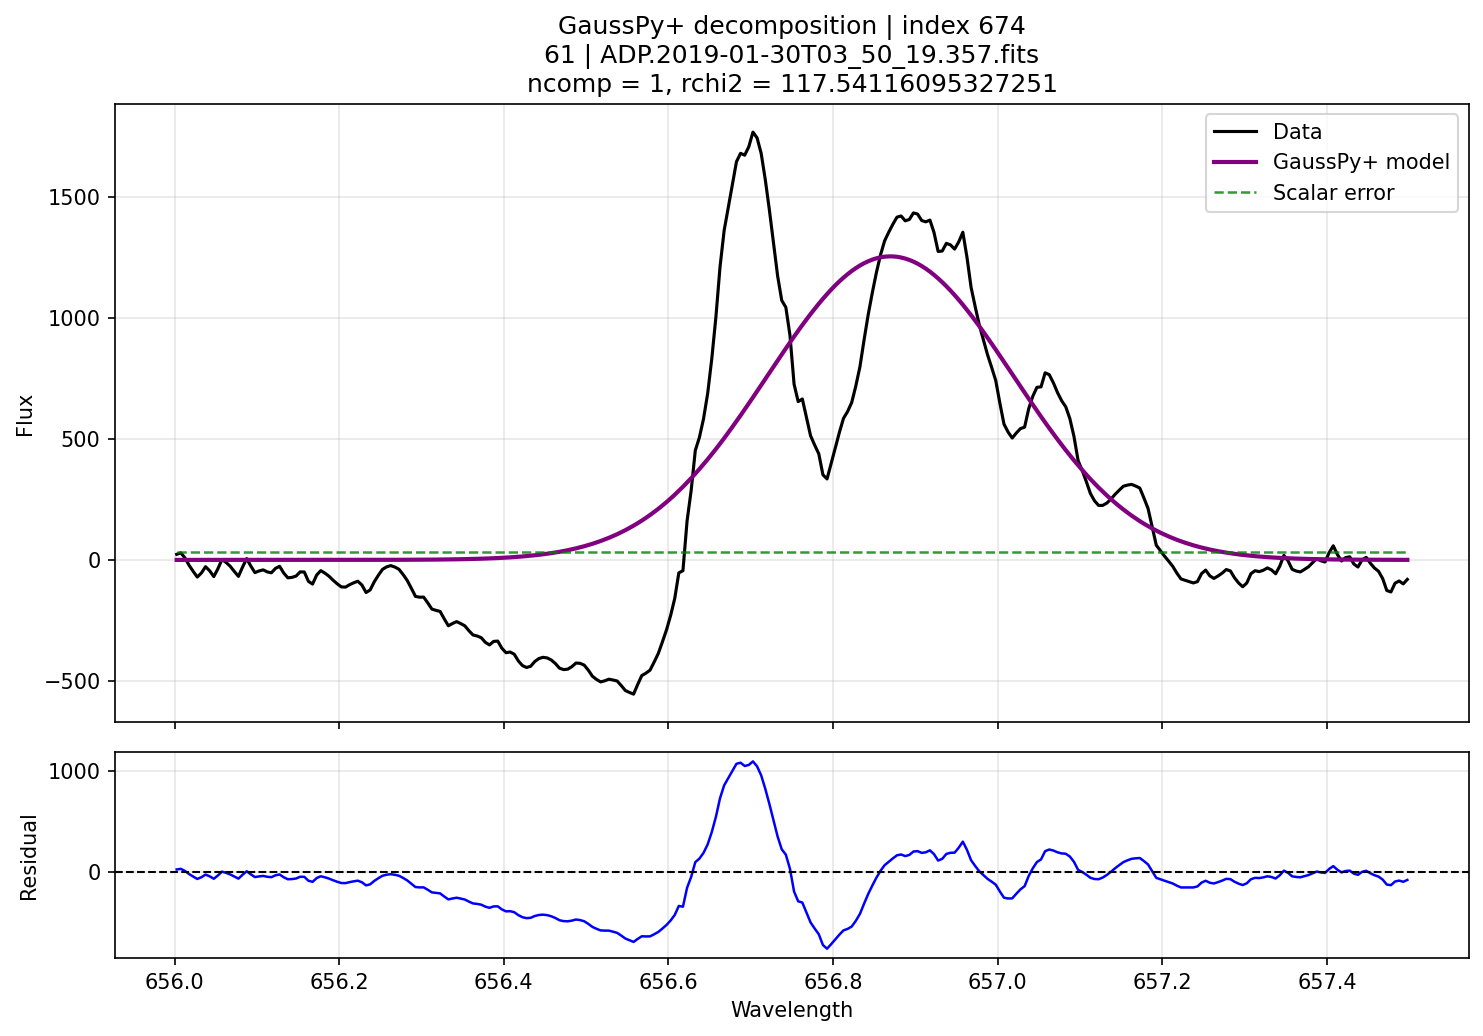 GaussPy+ decomposition | index 674
61 | ADP.2019-01-30T03_50_19.357.fits
ncomp = 1, rchi2 = 117.54116095327251
Data
GaussPy+ model
Scalar error
Flux
1500
1000
500
0
−500
Residual
1000
0
656.0 656.2 656.4 656.6 656.8 657.0 657.2 657.4
Wavelength